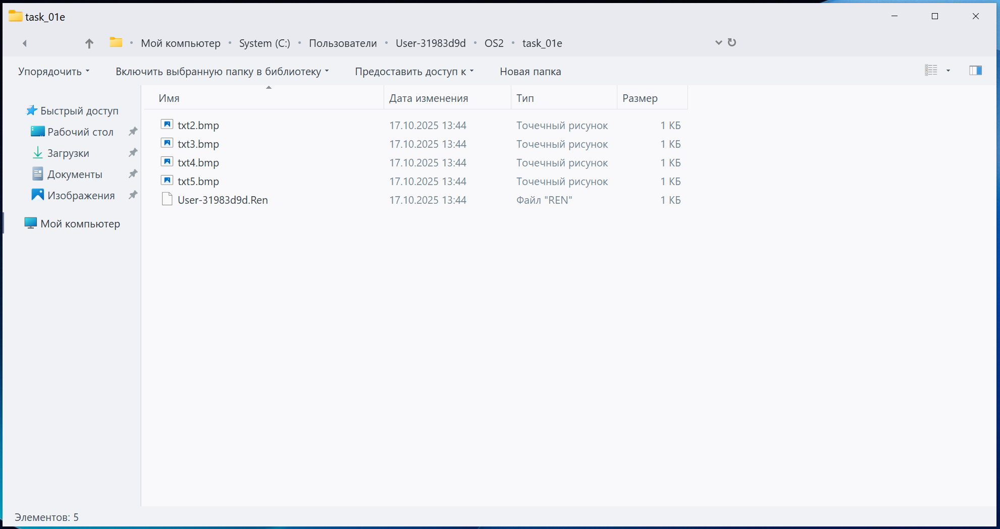 task_01e
Мой компьютер • System (C:) • Пользователи • User-31983d9d • OS2 • task_01e
Упорядочить Включить выбранную папку в библиотеку Предоставить доступ к Новая папка
Имя Дата изменения Тип Размер
Быстрый доступ
Рабочий стол
Загрузки
Документы
Изображения
Мой компьютер
txt2.bmp 17.10.2025 13:44 Точечный рисунок 1 КБ
txt3.bmp 17.10.2025 13:44 Точечный рисунок 1 КБ
txt4.bmp 17.10.2025 13:44 Точечный рисунок 1 КБ
txt5.bmp 17.10.2025 13:44 Точечный рисунок 1 КБ
User-31983d9d.Ren 17.10.2025 13:44 Файл "REN" 1 КБ
Элементов: 5